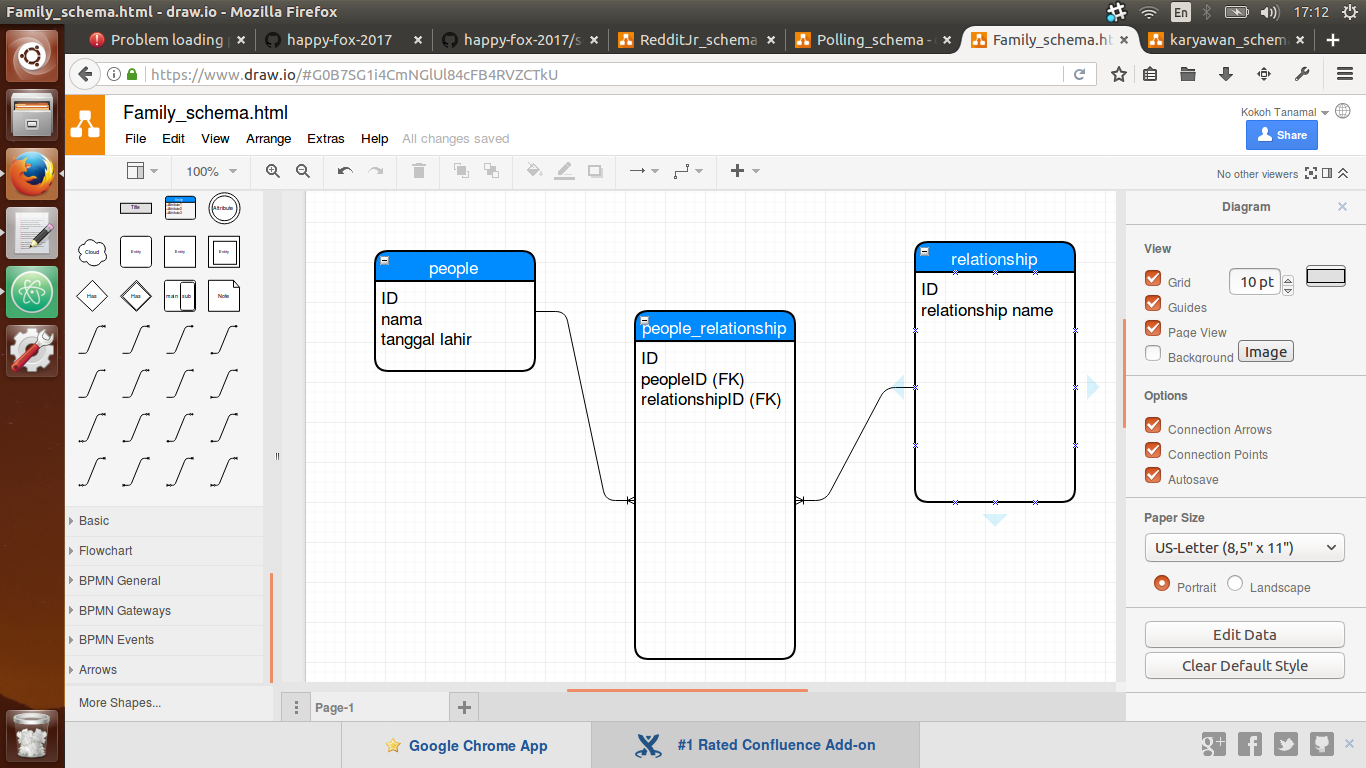 Family_schema.html - draw.io - Mozilla Firefox
En
17:12
Problem loading
happy-fox-2017
happy-fox-2017/s
RedditJr_schema
Polling_schema -
Family_schema.ht
karyawan_schem
https://www.draw.io/#G0B7SG1i4CmNGlUl84cFB4RVZCTkU
Family_schema.html
Kokoh Tanamal
File Edit View Arrange Extras Help All changes saved
Share
100%
No other viewers
Title
Entity
Attribute
Cloud
Entity
Entity
Entity
Has
Has
main sub
Note
Basic
Flowchart
BPMN General
BPMN Gateways
BPMN Events
Arrows
More Shapes...
people
ID
nama
tanggal lahir
people_relationship
ID
peopleID (FK)
relationshipID (FK)
relationship
ID
relationship name
Diagram
View
Grid
10 pt
Guides
Page View
Background
Image
Options
Connection Arrows
Connection Points
Autosave
Paper Size
US-Letter (8,5" x 11")
Portrait
Landscape
Edit Data
Clear Default Style
Page-1
Google Chrome App
#1 Rated Confluence Add-on